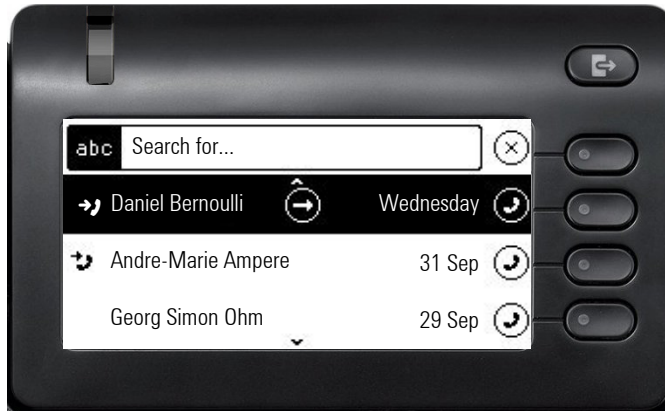 abc Search for...
Daniel Bernoulli Wednesday
Andre-Marie Ampere 31 Sep
Georg Simon Ohm 29 Sep